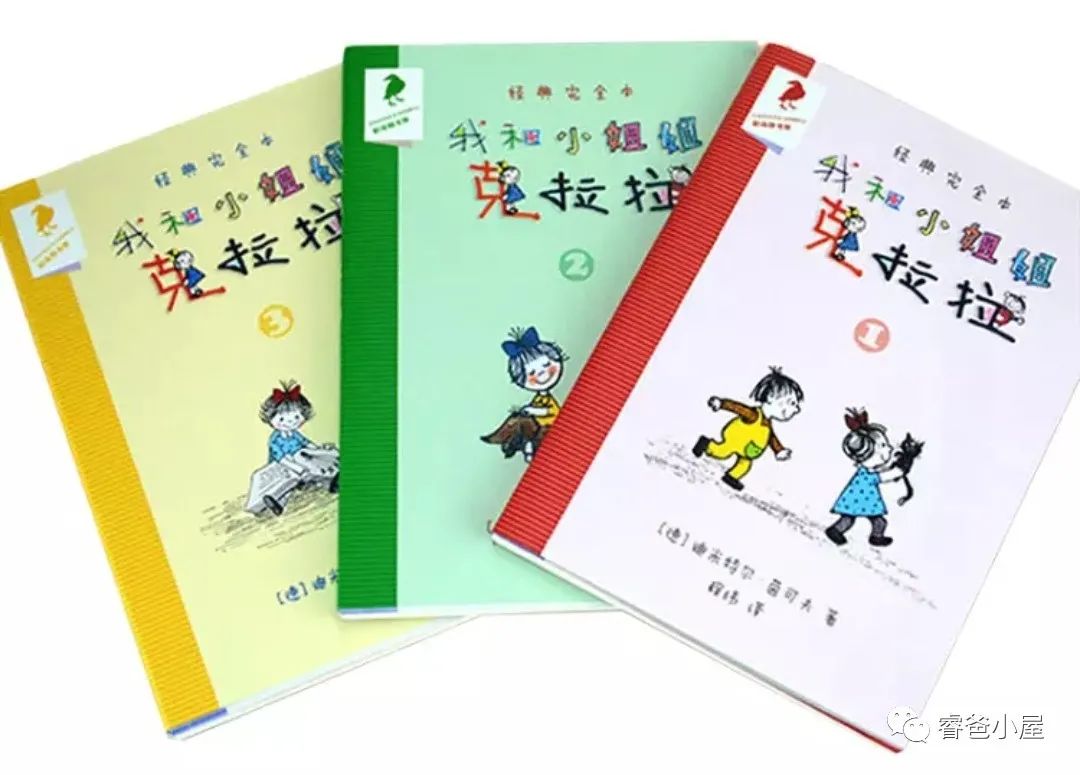 经典完全本
我和小姐姐
克拉拉
3
[德]迪米
经典完全本
我和小姐姐
克拉拉
2
经典完全本
我和小姐姐
克拉拉
1
[德]迪米特尔·茵可夫 著
程玮 译
睿爸小屋